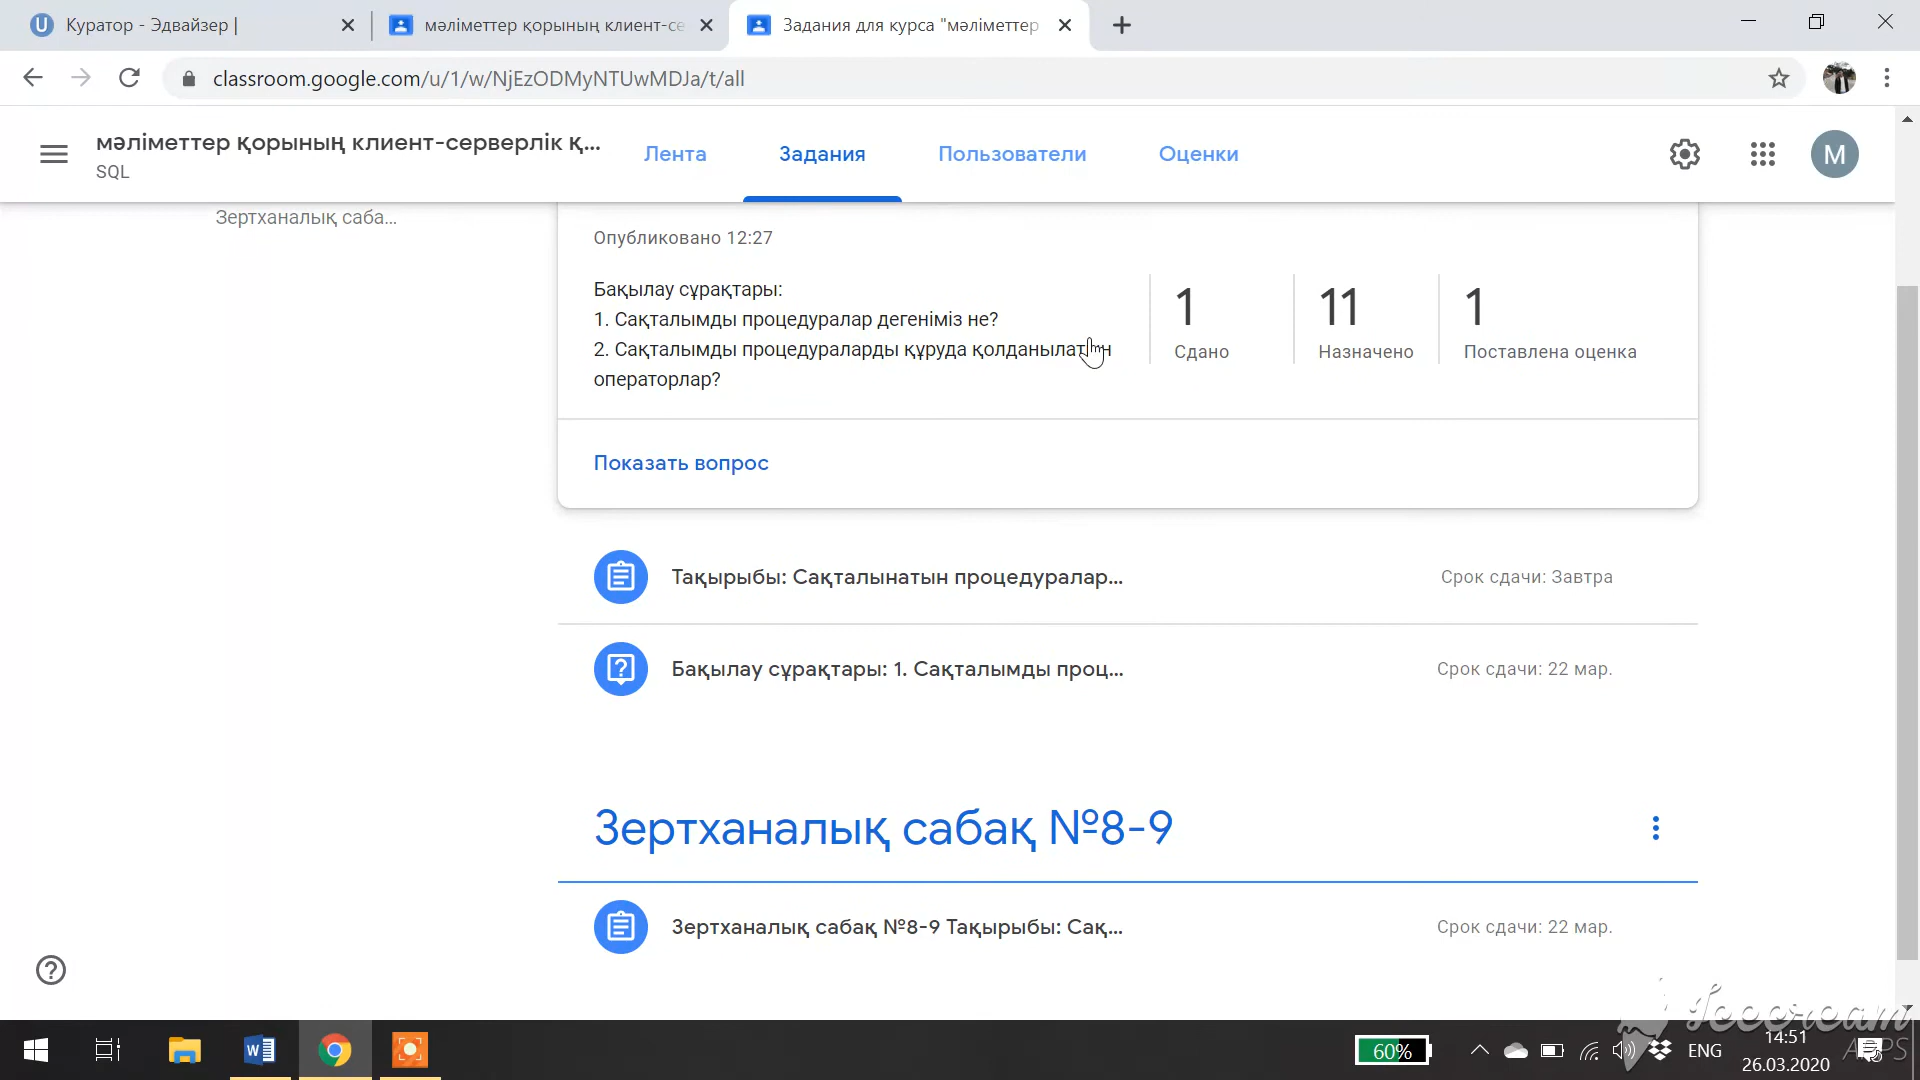 Куратор - Эдвайзер |
мәліметтер қорының клиент-се
Задания для курса "мәліметтер
classroom.google.com/u/1/w/NjEzODMyNTUwMDJa/t/all
мәліметтер қорының клиент-серверлік қ...
SQL
Лента
Задания
Пользователи
Оценки
M
Зертханалық саба...
Опубликовано 12:27
Бақылау сұрақтары:
1. Сақталымды процедуралар дегеніміз не?
2. Сақталымды процедураларды құруда қолданылатын
операторлар?
1
Сдано
11
Назначено
1
Поставлена оценка
Показать вопрос
Тақырыбы: Сақталынатын процедуралар...
Срок сдачи: Завтра
Бақылау сұрақтары: 1. Сақталымды проц...
Срок сдачи: 22 мар.
Зертханалық сабақ №8-9
Зертханалық сабақ №8-9 Тақырыбы: Сақ...
Срок сдачи: 22 мар.
Icecream
APPS
60%
ENG
14:51
26.03.2020